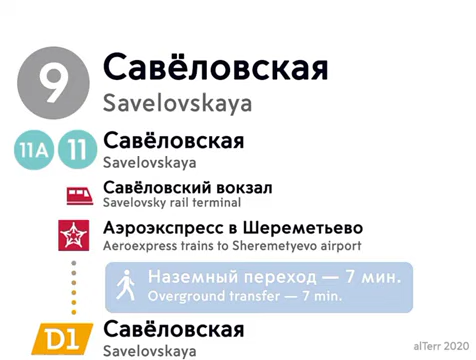 9 Савёловская
Savelovskaya
11А 11 Савёловская
Savelovskaya
Савёловский вокзал
Savelovsky rail terminal
Аэроэкспресс в Шереметьево
Aeroexpress trains to Sheremetyevo airport
Наземный переход — 7 мин.
Overground transfer — 7 min.
D1 Савёловская
Savelovskaya
alTerr 2020